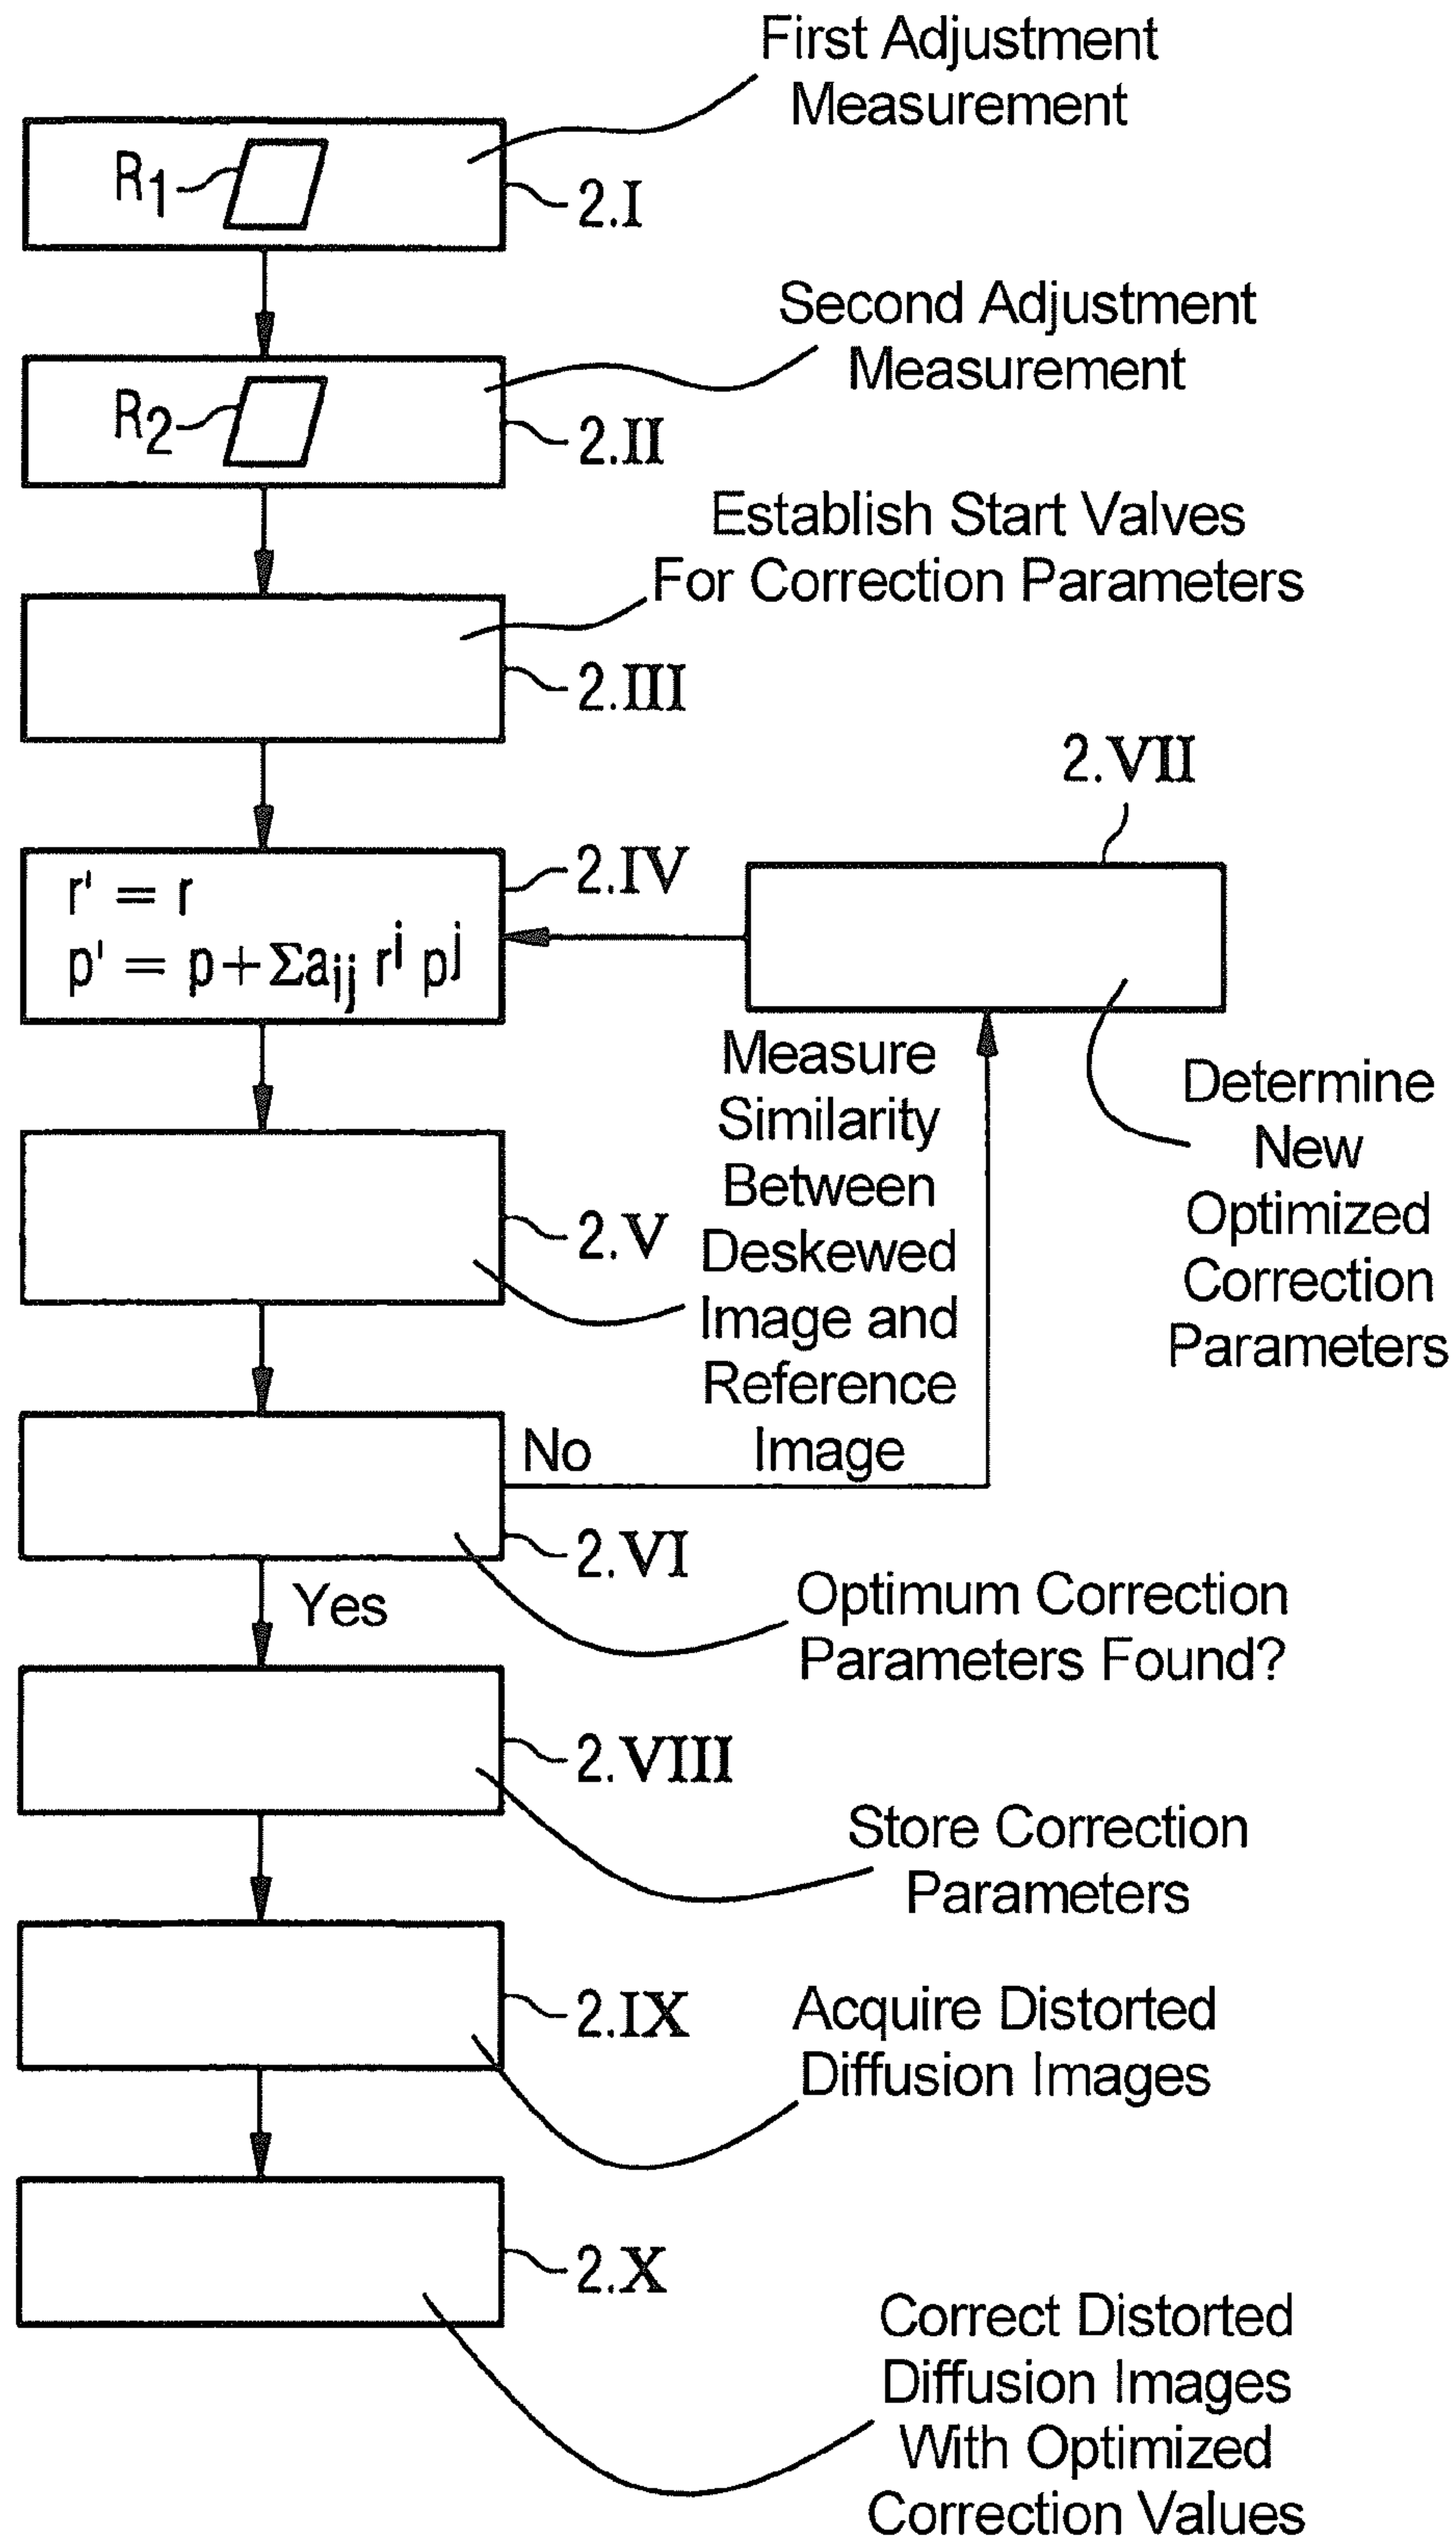 First Adjustment
Measurement
R1
2.I
Second Adjustment
Measurement
R2
2.II
Establish Start Valves
For Correction Parameters
2.III
2.VII
r' = r
p' = p+Σaij ri pj
2.IV
Measure
Similarity
Between
Deskewed
Image and
Reference
Image
Determine
New
Optimized
Correction
Parameters
2.V
No
2.VI
Yes
Optimum Correction
Parameters Found?
2.VIII
Store Correction
Parameters
2.IX
Acquire Distorted
Diffusion Images
2.X
Correct Distorted
Diffusion Images
With Optimized
Correction Values